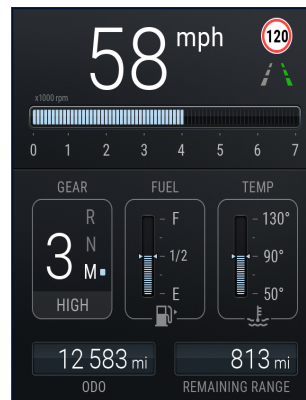 58 mph
120
x1000 rpm
0 1 2 3 4 5 6 7
GEAR FUEL TEMP
R
N
3 M
HIGH
F
1/2
E
130°
90°
50°
12 583 mi 813 mi
ODO REMAINING RANGE